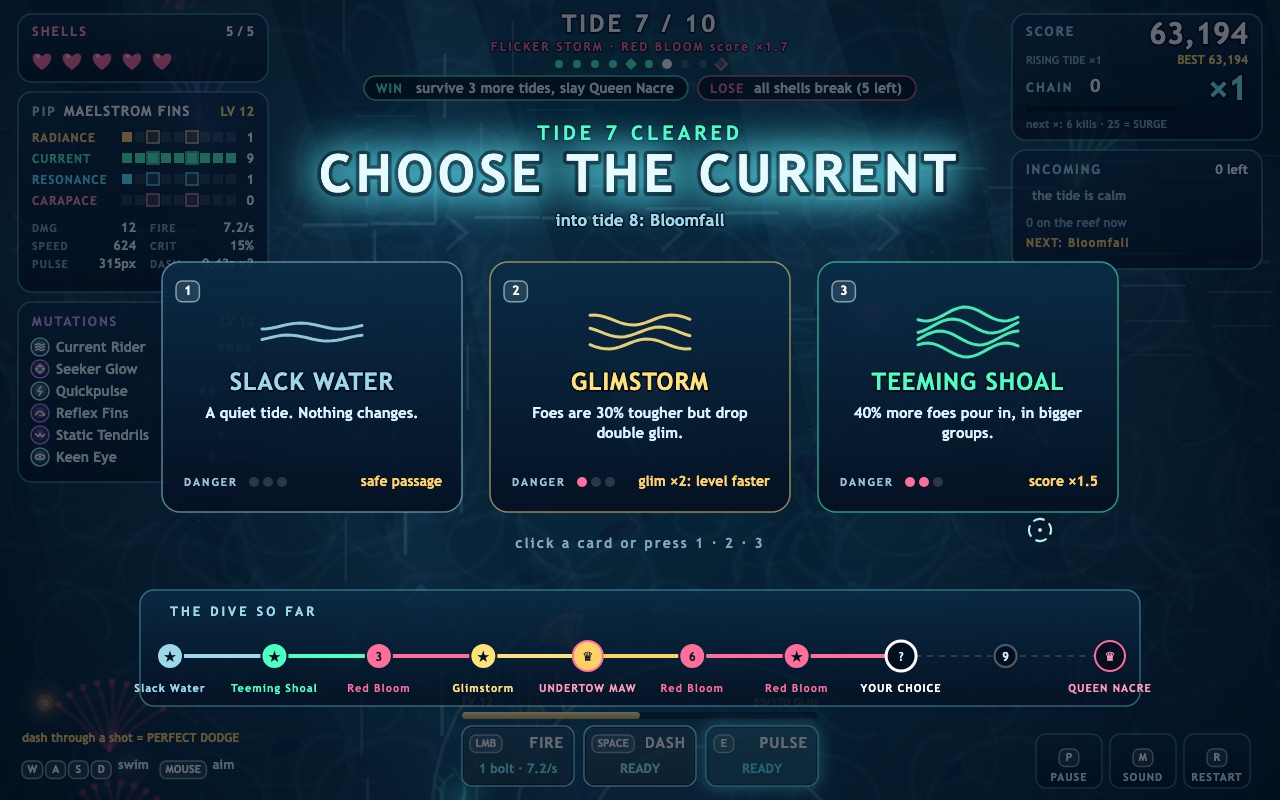 SHELLS 5 / 5
TIDE 7 / 10
FLICKER STORM · RED BLOOM score ×1.7
WIN survive 3 more tides, slay Queen Nacre
LOSE all shells break (5 left)
SCORE 63,194
RISING TIDE ×1 BEST 63,194
CHAIN 0 ×1
next ×: 6 kills · 25 = SURGE
PIP MAELSTROM FINS LV 12
RADIANCE 1
CURRENT 9
RESONANCE 1
CARAPACE 0
DMG 12 FIRE 7.2/s
SPEED 624 CRIT 15%
PULSE 315px DASH
INCOMING 0 left
the tide is calm
0 on the reef now
NEXT: Bloomfall
TIDE 7 CLEARED
CHOOSE THE CURRENT
into tide 8: Bloomfall
MUTATIONS
Current Rider
Seeker Glow
Quickpulse
Reflex Fins
Static Tendrils
Keen Eye
1
SLACK WATER
A quiet tide. Nothing changes.
DANGER safe passage
2
GLIMSTORM
Foes are 30% tougher but drop
double glim.
DANGER glim ×2: level faster
3
TEEMING SHOAL
40% more foes pour in, in bigger
groups.
DANGER score ×1.5
click a card or press 1 · 2 · 3
THE DIVE SO FAR
3 6 ? 9
Slack Water Teeming Shoal Red Bloom Glimstorm UNDERTOW MAW Red Bloom Red Bloom YOUR CHOICE QUEEN NACRE
dash through a shot = PERFECT DODGE
W A S D swim MOUSE aim
LMB FIRE
1 bolt · 7.2/s
SPACE DASH
READY
E PULSE
READY
P
PAUSE
M
SOUND
R
RESTART